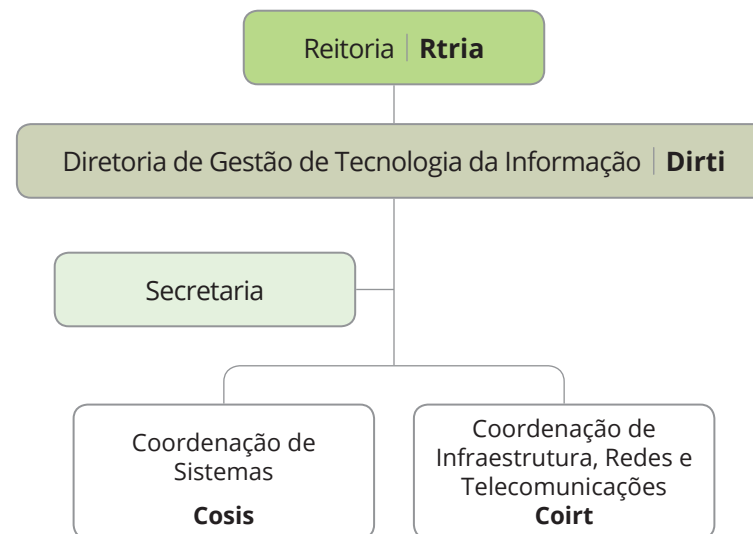 Reitoria | Rtria
Diretoria de Gestão de Tecnologia da Informação | Dirti
Secretaria
Coordenação de
Sistemas
Cosis
Coordenação de
Infraestrutura, Redes e
Telecomunicações
Coirt